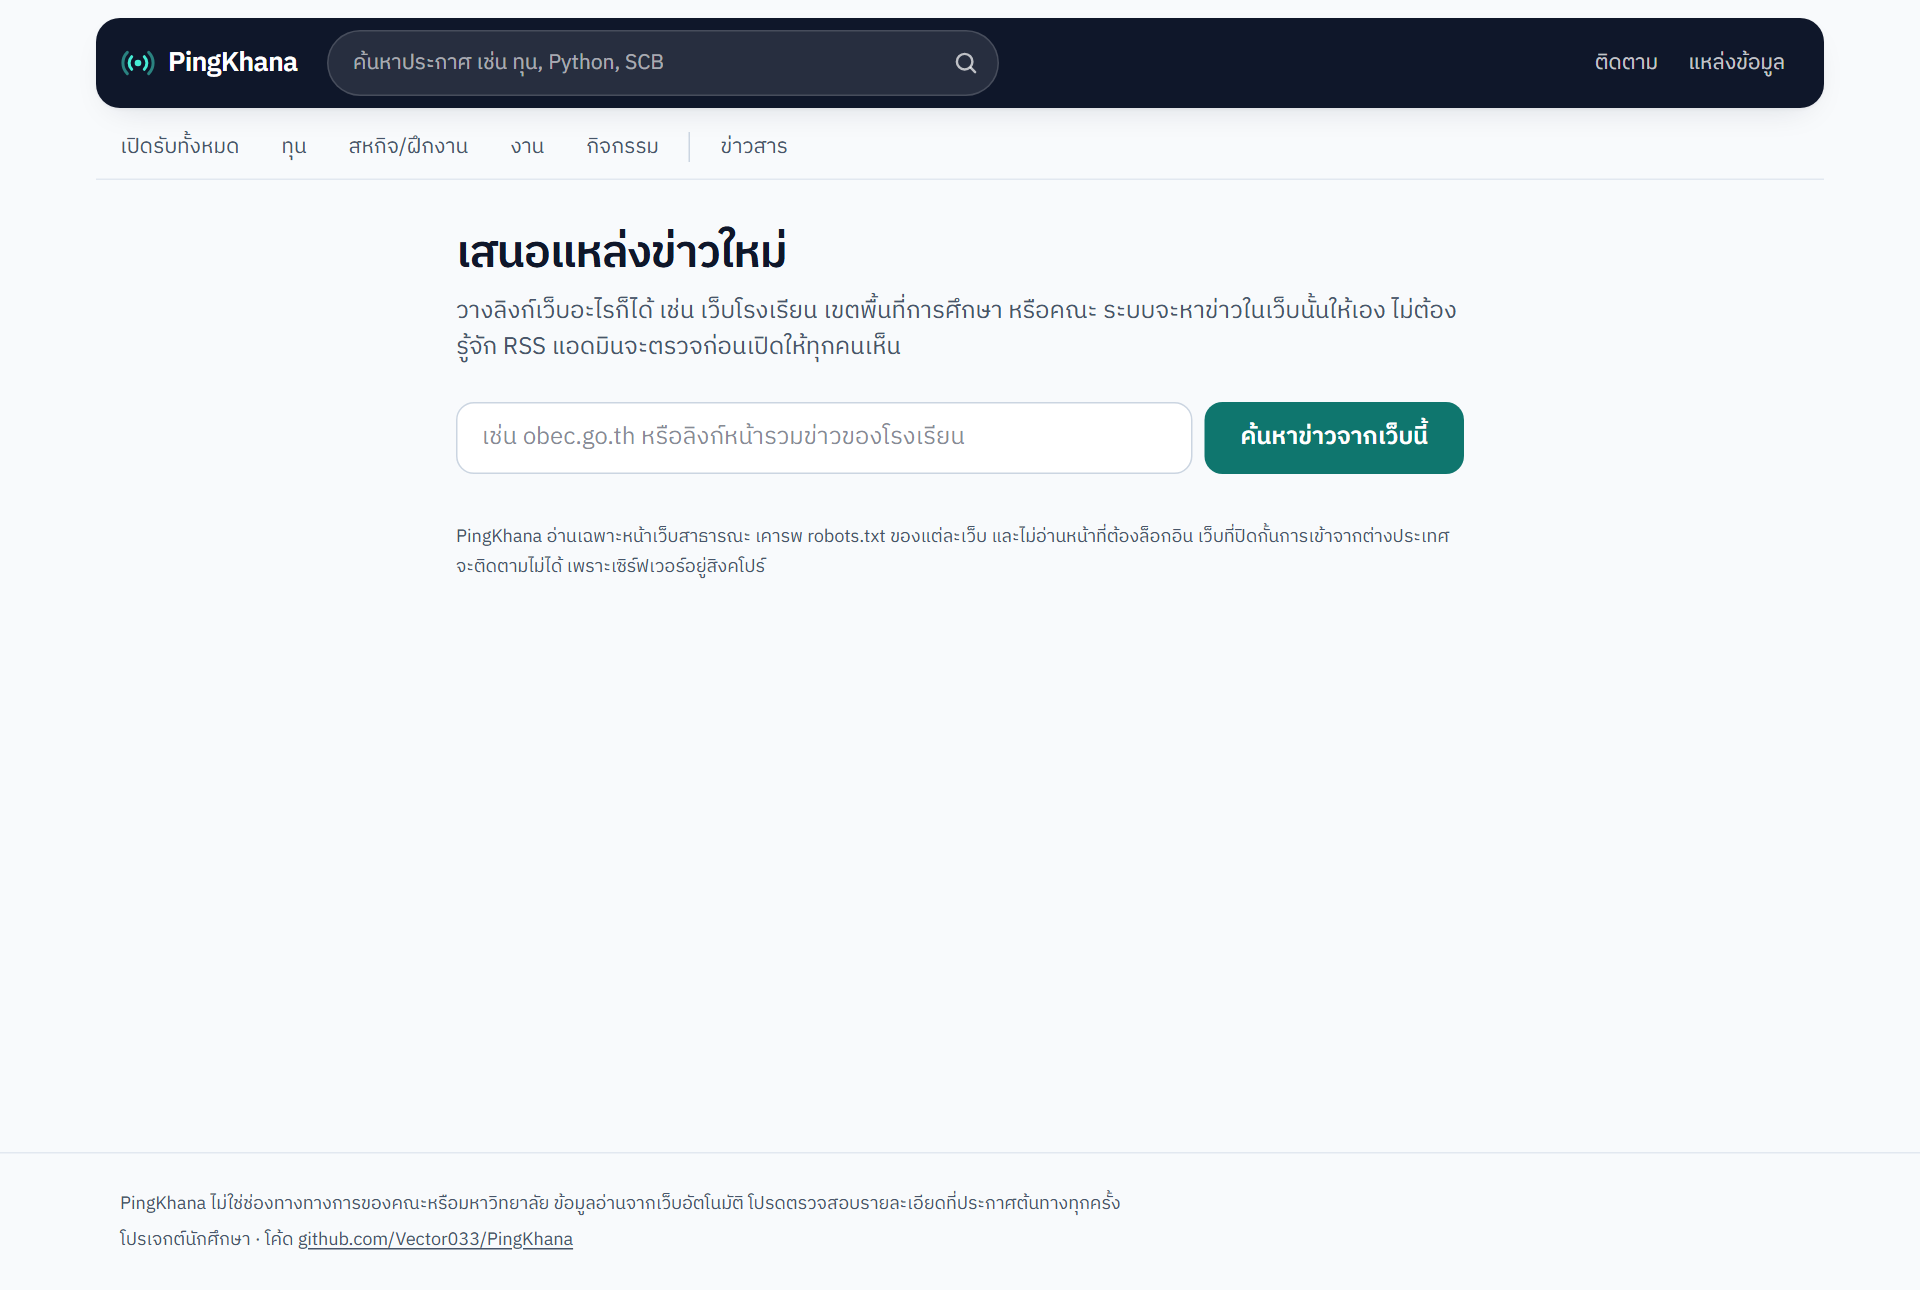 PingKhana
ค้นหาประกาศ เช่น ทุน, Python, SCB
ติดตาม
แหล่งข้อมูล
เปิดรับทั้งหมด
ทุน
สหกิจ/ฝึกงาน
งาน
กิจกรรม
ข่าวสาร
เสนอแหล่งข่าวใหม่
วางลิงก์เว็บอะไรก็ได้ เช่น เว็บโรงเรียน เขตพื้นที่การศึกษา หรือคณะ ระบบจะหาข่าวในเว็บนั้นให้เอง ไม่ต้อง
รู้จัก RSS แอดมินจะตรวจก่อนเปิดให้ทุกคนเห็น
เช่น obec.go.th หรือลิงก์หน้ารวมข่าวของโรงเรียน
ค้นหาข่าวจากเว็บนี้
PingKhana อ่านเฉพาะหน้าเว็บสาธารณะ เคารพ robots.txt ของแต่ละเว็บ และไม่อ่านหน้าที่ต้องล็อกอิน เว็บที่ปิดกั้นการเข้าจากต่างประเทศ
จะติดตามไม่ได้ เพราะเซิร์ฟเวอร์อยู่สิงคโปร์
PingKhana ไม่ใช่ช่องทางทางการของคณะหรือมหาวิทยาลัย ข้อมูลอ่านจากเว็บอัตโนมัติ โปรดตรวจสอบรายละเอียดที่ประกาศต้นทางทุกครั้ง
โปรเจกต์นักศึกษา · โค้ด github.com/Vector033/PingKhana